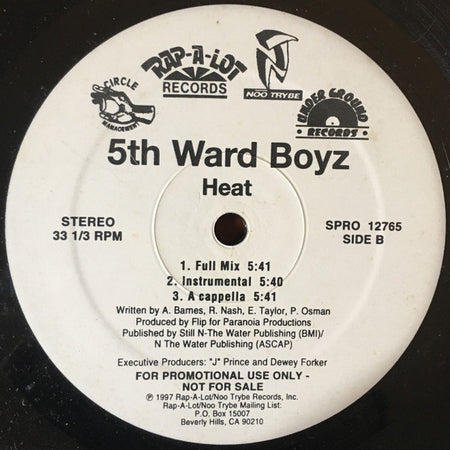 CIRCLE
MANAGEMENT
RAP-A-LOT
RECORDS
NOO TRYBE
UNDER GROUND
RECORDS
5th Ward Boyz
Heat
STEREO
33 1/3 RPM
SPRO 12765
SIDE B
1. Full Mix 5:41
2. Instrumental 5:40
3. A cappella 5:41
Written by A. Barnes, R. Nash, E. Taylor, P. Osman
Produced by Flip for Paranoia Productions
Published by Still N-The Water Publishing (BMI)/
N The Water Publishing (ASCAP)
Executive Producers: "J" Prince and Dewey Forker
FOR PROMOTIONAL USE ONLY -
NOT FOR SALE
Ⓟ © 1997 Rap-A-Lot/Noo Trybe Records, Inc.
Rap-A-Lot/Noo Trybe Mailing List:
P.O. Box 15007
Beverly Hills, CA 90210